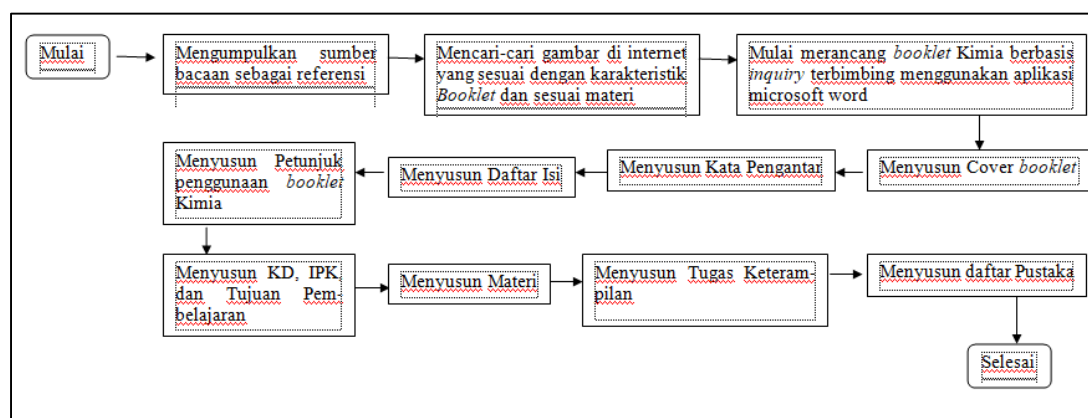 Mulai
Mengumpulkan sumber
bacaan sebagai referensi
Mencari-cari gambar di internet
yang sesuai dengan karakteristik
Booklet dan sesuai materi
Mulai merancang booklet Kimia berbasis
inquiry terbimbing menggunakan aplikasi
microsoft word
Menyusun Cover booklet
Menyusun Kata Pengantar
Menyusun Daftar Isi
Menyusun Petunjuk
penggunaan booklet
Kimia
Menyusun KD, IPK,
dan Tujuan Pem-
belajaran
Menyusun Materi
Menyusun Tugas Keteram-
pilan
Menyusun daftar Pustaka
Selesai